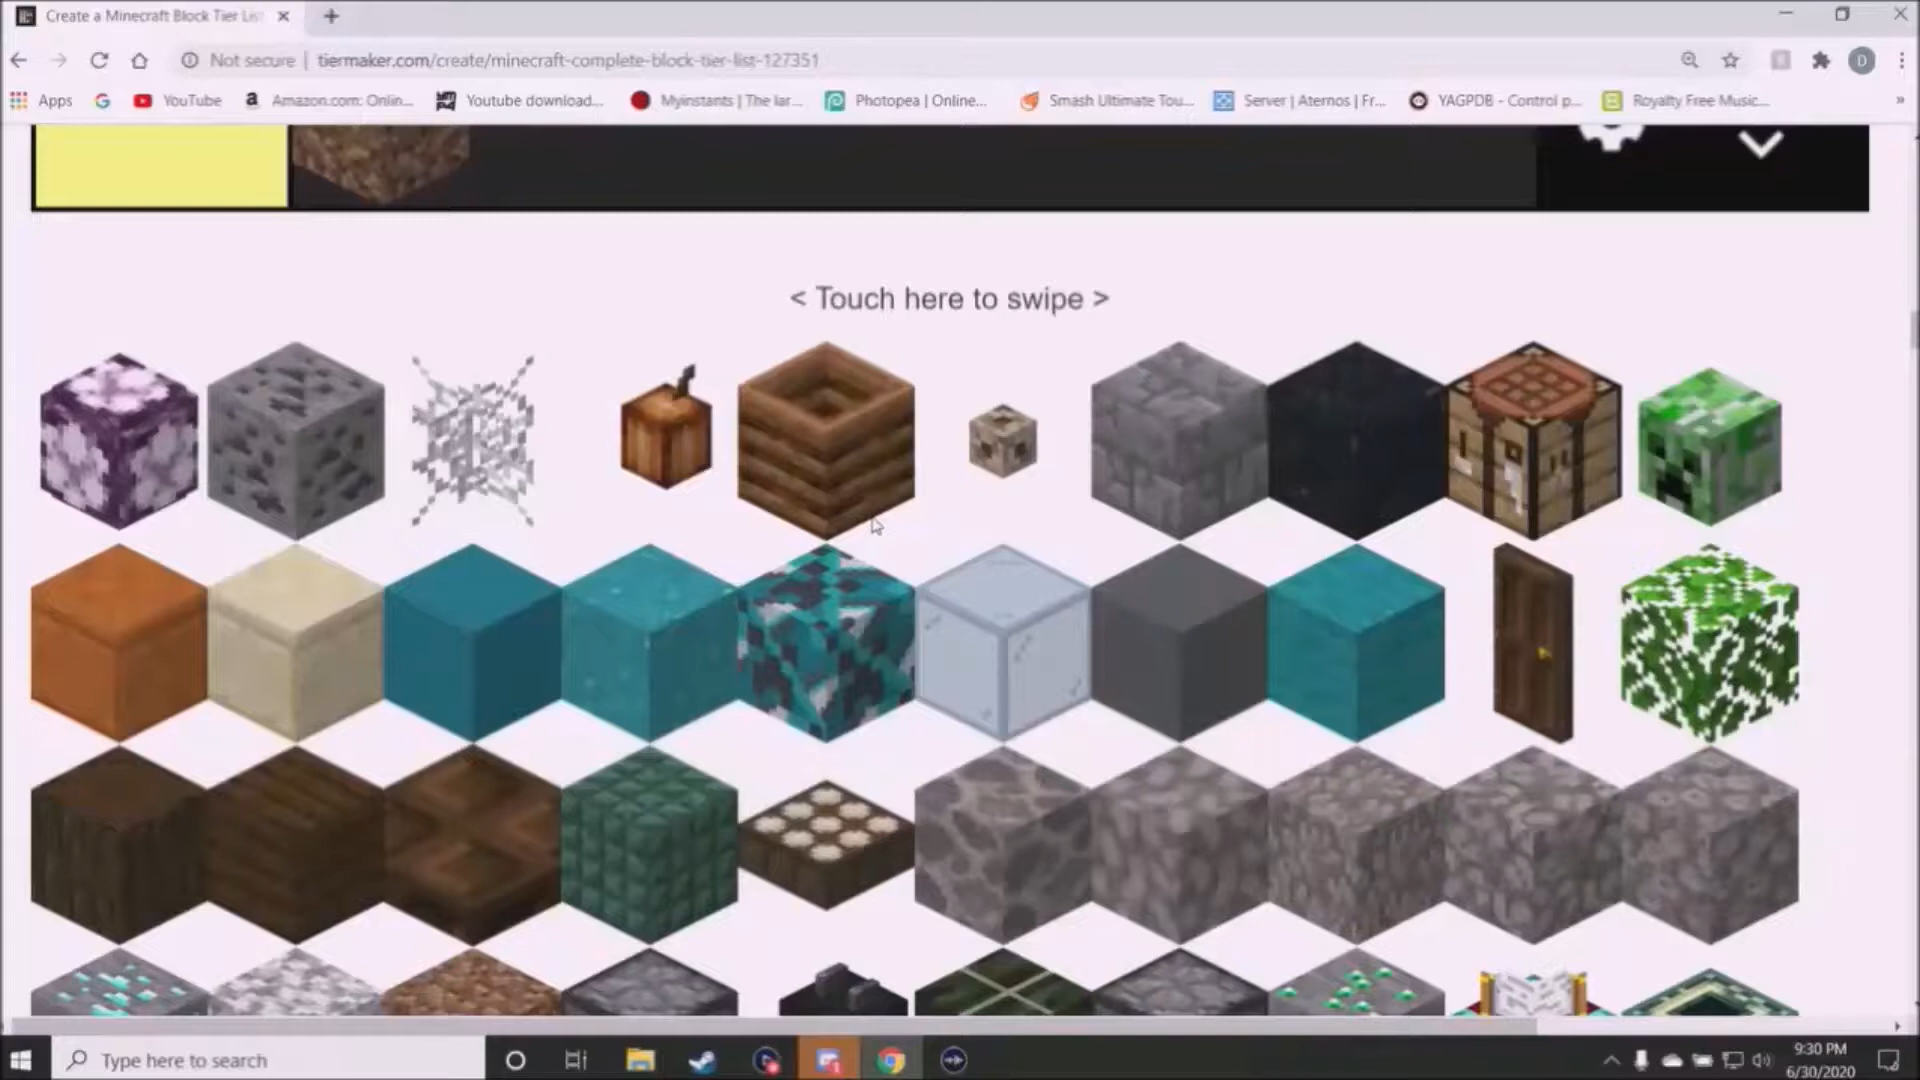 Create a Minecraft Block Tier Lis
Not secure | tiermaker.com/create/minecraft-complete-block-tier-list-127351
Apps YouTube Amazon.com: Onlin... Youtube download... Myinstants | The lar... Photopea | Online... Smash Ultimate Tou... Server | Aternos | Fr... YAGPDB - Control p... Royalty Free Music... »
< Touch here to swipe >
Type here to search
9:30 PM
6/30/2020